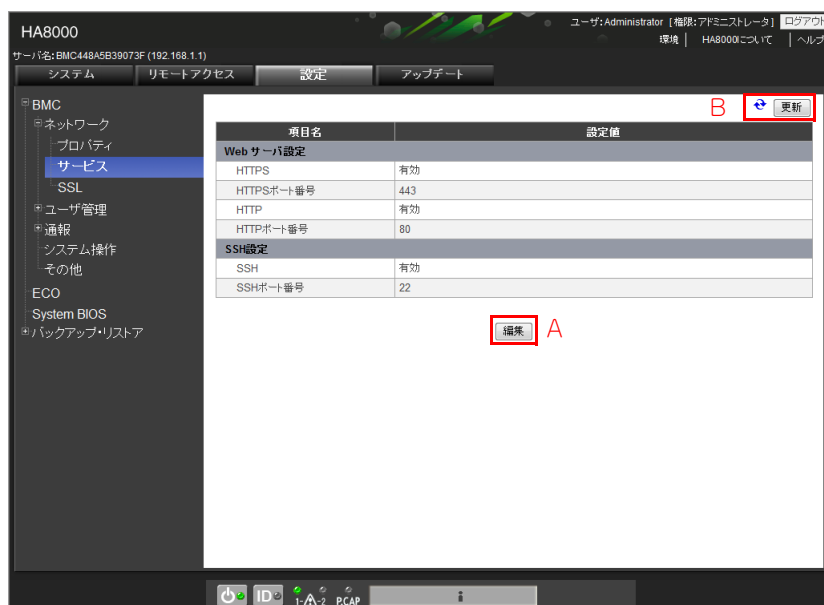 HA8000
ユーザ:Administrator [権限:アドミニストレータ] ログアウト
環境 | HA8000について | ヘルプ
サーバ名:BMC448A5B39073F (192.168.1.1)
システム リモートアクセス 設定 アップデート
BMC
ネットワーク
プロパティ
サービス
SSL
ユーザ管理
通報
システム操作
その他
ECO
System BIOS
バックアップ・リストア
B 更新
項目名 設定値
Web サーバ設定
HTTPS 有効
HTTPSポート番号 443
HTTP 有効
HTTPポート番号 80
SSH設定
SSH 有効
SSHポート番号 22
編集 A
ID 1-2 P.CAP i